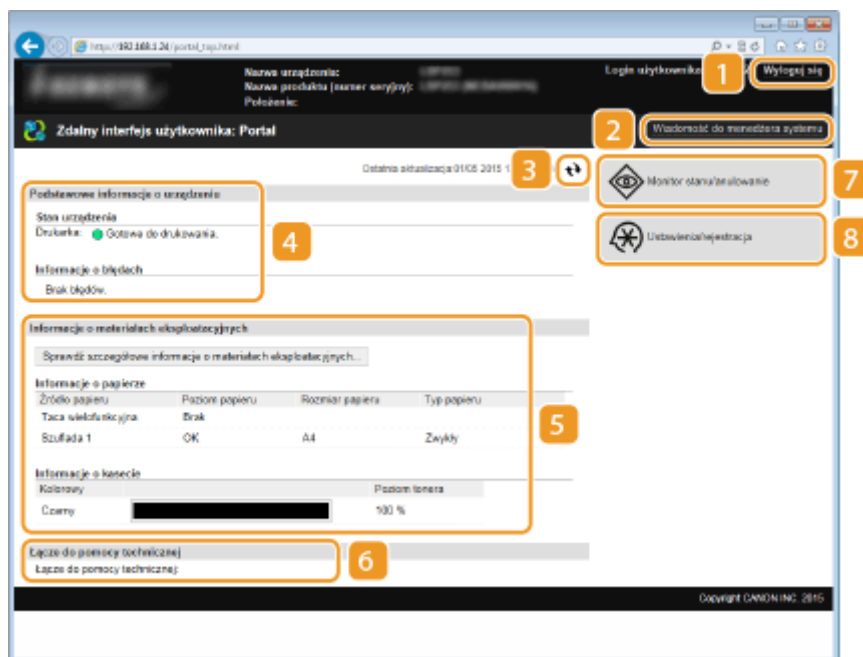 http://192.168.1.24/portal_top.html
Nazwa urządzenia:
Nazwa produktu (numer seryjny):
Położenie:
Login użytkownika
1
Wyloguj się
Zdalny interfejs użytkownika: Portal
2
Wiadomość do menedżera systemu
Ostatnia aktualizacja:01/05 2015
3
Podstawowe informacje o urządzeniu
Stan urządzenia
Drukarka: Gotowa do drukowania.
4
Informacje o błędach
Brak błędów.
Monitor stanu/anulowanie
7
Ustawienia/rejestracja
8
Informacje o materiałach eksploatacyjnych
Sprawdź szczegółowe informacje o materiałach eksploatacyjnych...
Informacje o papierze
Źródło papieru Poziom papieru Rozmiar papieru Typ papieru
Taca wielofunkcyjna Brak
Szuflada 1 OK A4 Zwykły
5
Informacje o kasecie
Kolorowy Poziom tonera
Czarny 100 %
Łącze do pomocy technicznej
Łącze do pomocy technicznej:
6
Copyright CANON INC. 2015